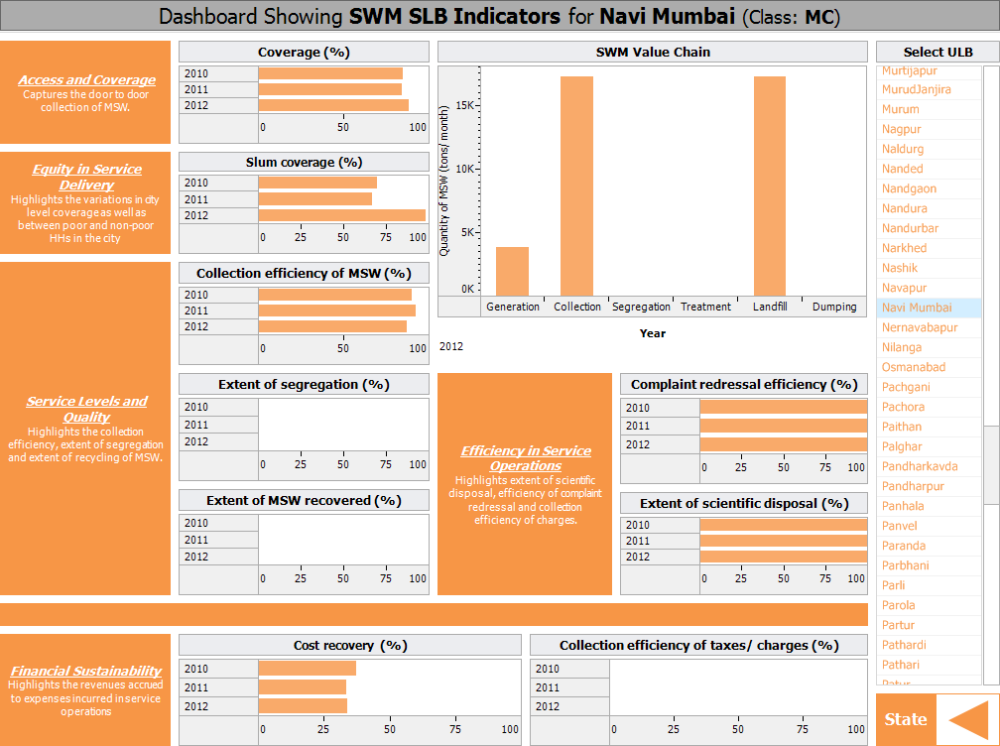 Dashboard Showing SWM SLB Indicators for Navi Mumbai (Class: MC)
Access and Coverage
Captures the door to door
collection of MSW.
Coverage (%)
2010
2011
2012
0 50 100
Equity in Service
Delivery
Highlights the variations in city
level coverage as well as
between poor and non-poor
HHs in the city
Slum coverage (%)
2010
2011
2012
0 25 50 75 100
Service Levels and
Quality
Highlights the collection
efficiency, extent of segregation
and extent of recycling of MSW.
Collection efficiency of MSW (%)
2010
2011
2012
0 50 100
Extent of segregation (%)
2010
2011
2012
0 25 50 75 100
Extent of MSW recovered (%)
2010
2011
2012
0 25 50 75 100
SWM Value Chain
Quantity of MSW (tons/ month)
15K
10K
5K
0K
Generation Collection Segregation Treatment Landfill Dumping
Year
2012
Efficiency in Service
Operations
Highlights extent of scientific
disposal, efficiency of complaint
redressal and collection
efficiency of charges.
Complaint redressal efficiency (%)
2010
2011
2012
0 25 50 75 100
Extent of scientific disposal (%)
2010
2011
2012
0 25 50 75 100
Financial Sustainability
Highlights the revenues accrued
to expenses incurred in service
operations
Cost recovery (%)
2010
2011
2012
0 25 50 75 100
Collection efficiency of taxes/ charges (%)
2010
2011
2012
0 25 50 75 100
Select ULB
Murtijapur
MurudJanjira
Murum
Nagpur
Naldurg
Nanded
Nandgaon
Nandura
Nandurbar
Narkhed
Nashik
Navapur
Navi Mumbai
Nernavabapur
Nilanga
Osmanabad
Pachgani
Pachora
Paithan
Palghar
Pandharkavda
Pandharpur
Panhala
Panvel
Paranda
Parbhani
Parli
Parola
Partur
Pathardi
Pathari
Patur
State